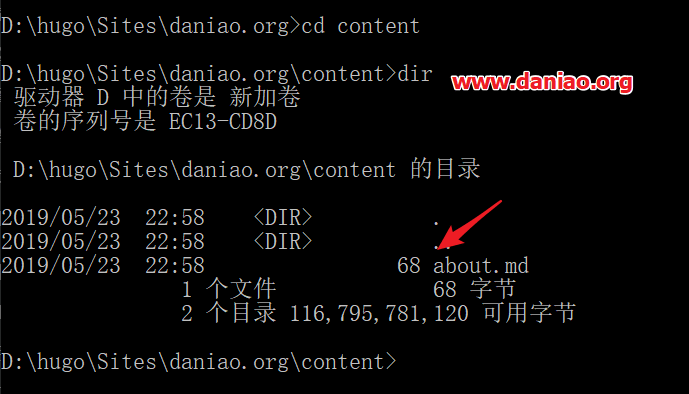 D:\hugo\Sites\daniao.org>cd content
D:\hugo\Sites\daniao.org\content>dir
www.daniao.org
驱动器 D 中的卷是 新加卷
卷的序列号是 EC13-CD8D
D:\hugo\Sites\daniao.org\content 的目录
2019/05/23  22:58    <DIR>          .
2019/05/23  22:58    <DIR>          ..
2019/05/23  22:58                68 about.md
1 个文件             68 字节
2 个目录 116,795,781,120 可用字节
D:\hugo\Sites\daniao.org\content>